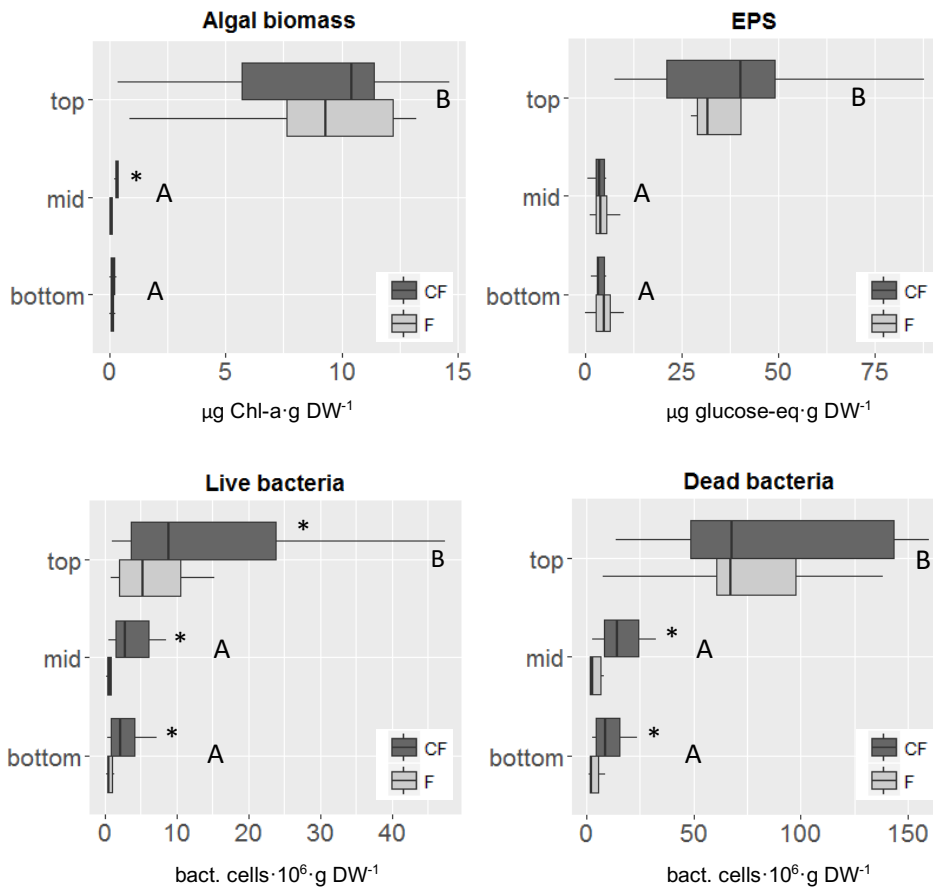 Algal biomass
top
B
mid
* A
bottom
A
CF
F
0 5 10 15
µg Chl-a·g DW⁻¹
EPS
top
B
mid
A
bottom
A
CF
F
0 25 50 75
µg glucose-eq·g DW⁻¹
Live bacteria
*
top
B
* A
mid
*
bottom
A
CF
F
0 10 20 30 40
bact. cells·10⁶·g DW⁻¹
Dead bacteria
top
B
* A
mid
*
bottom
A
CF
F
0 50 100 150
bact. cells·10⁶·g DW⁻¹